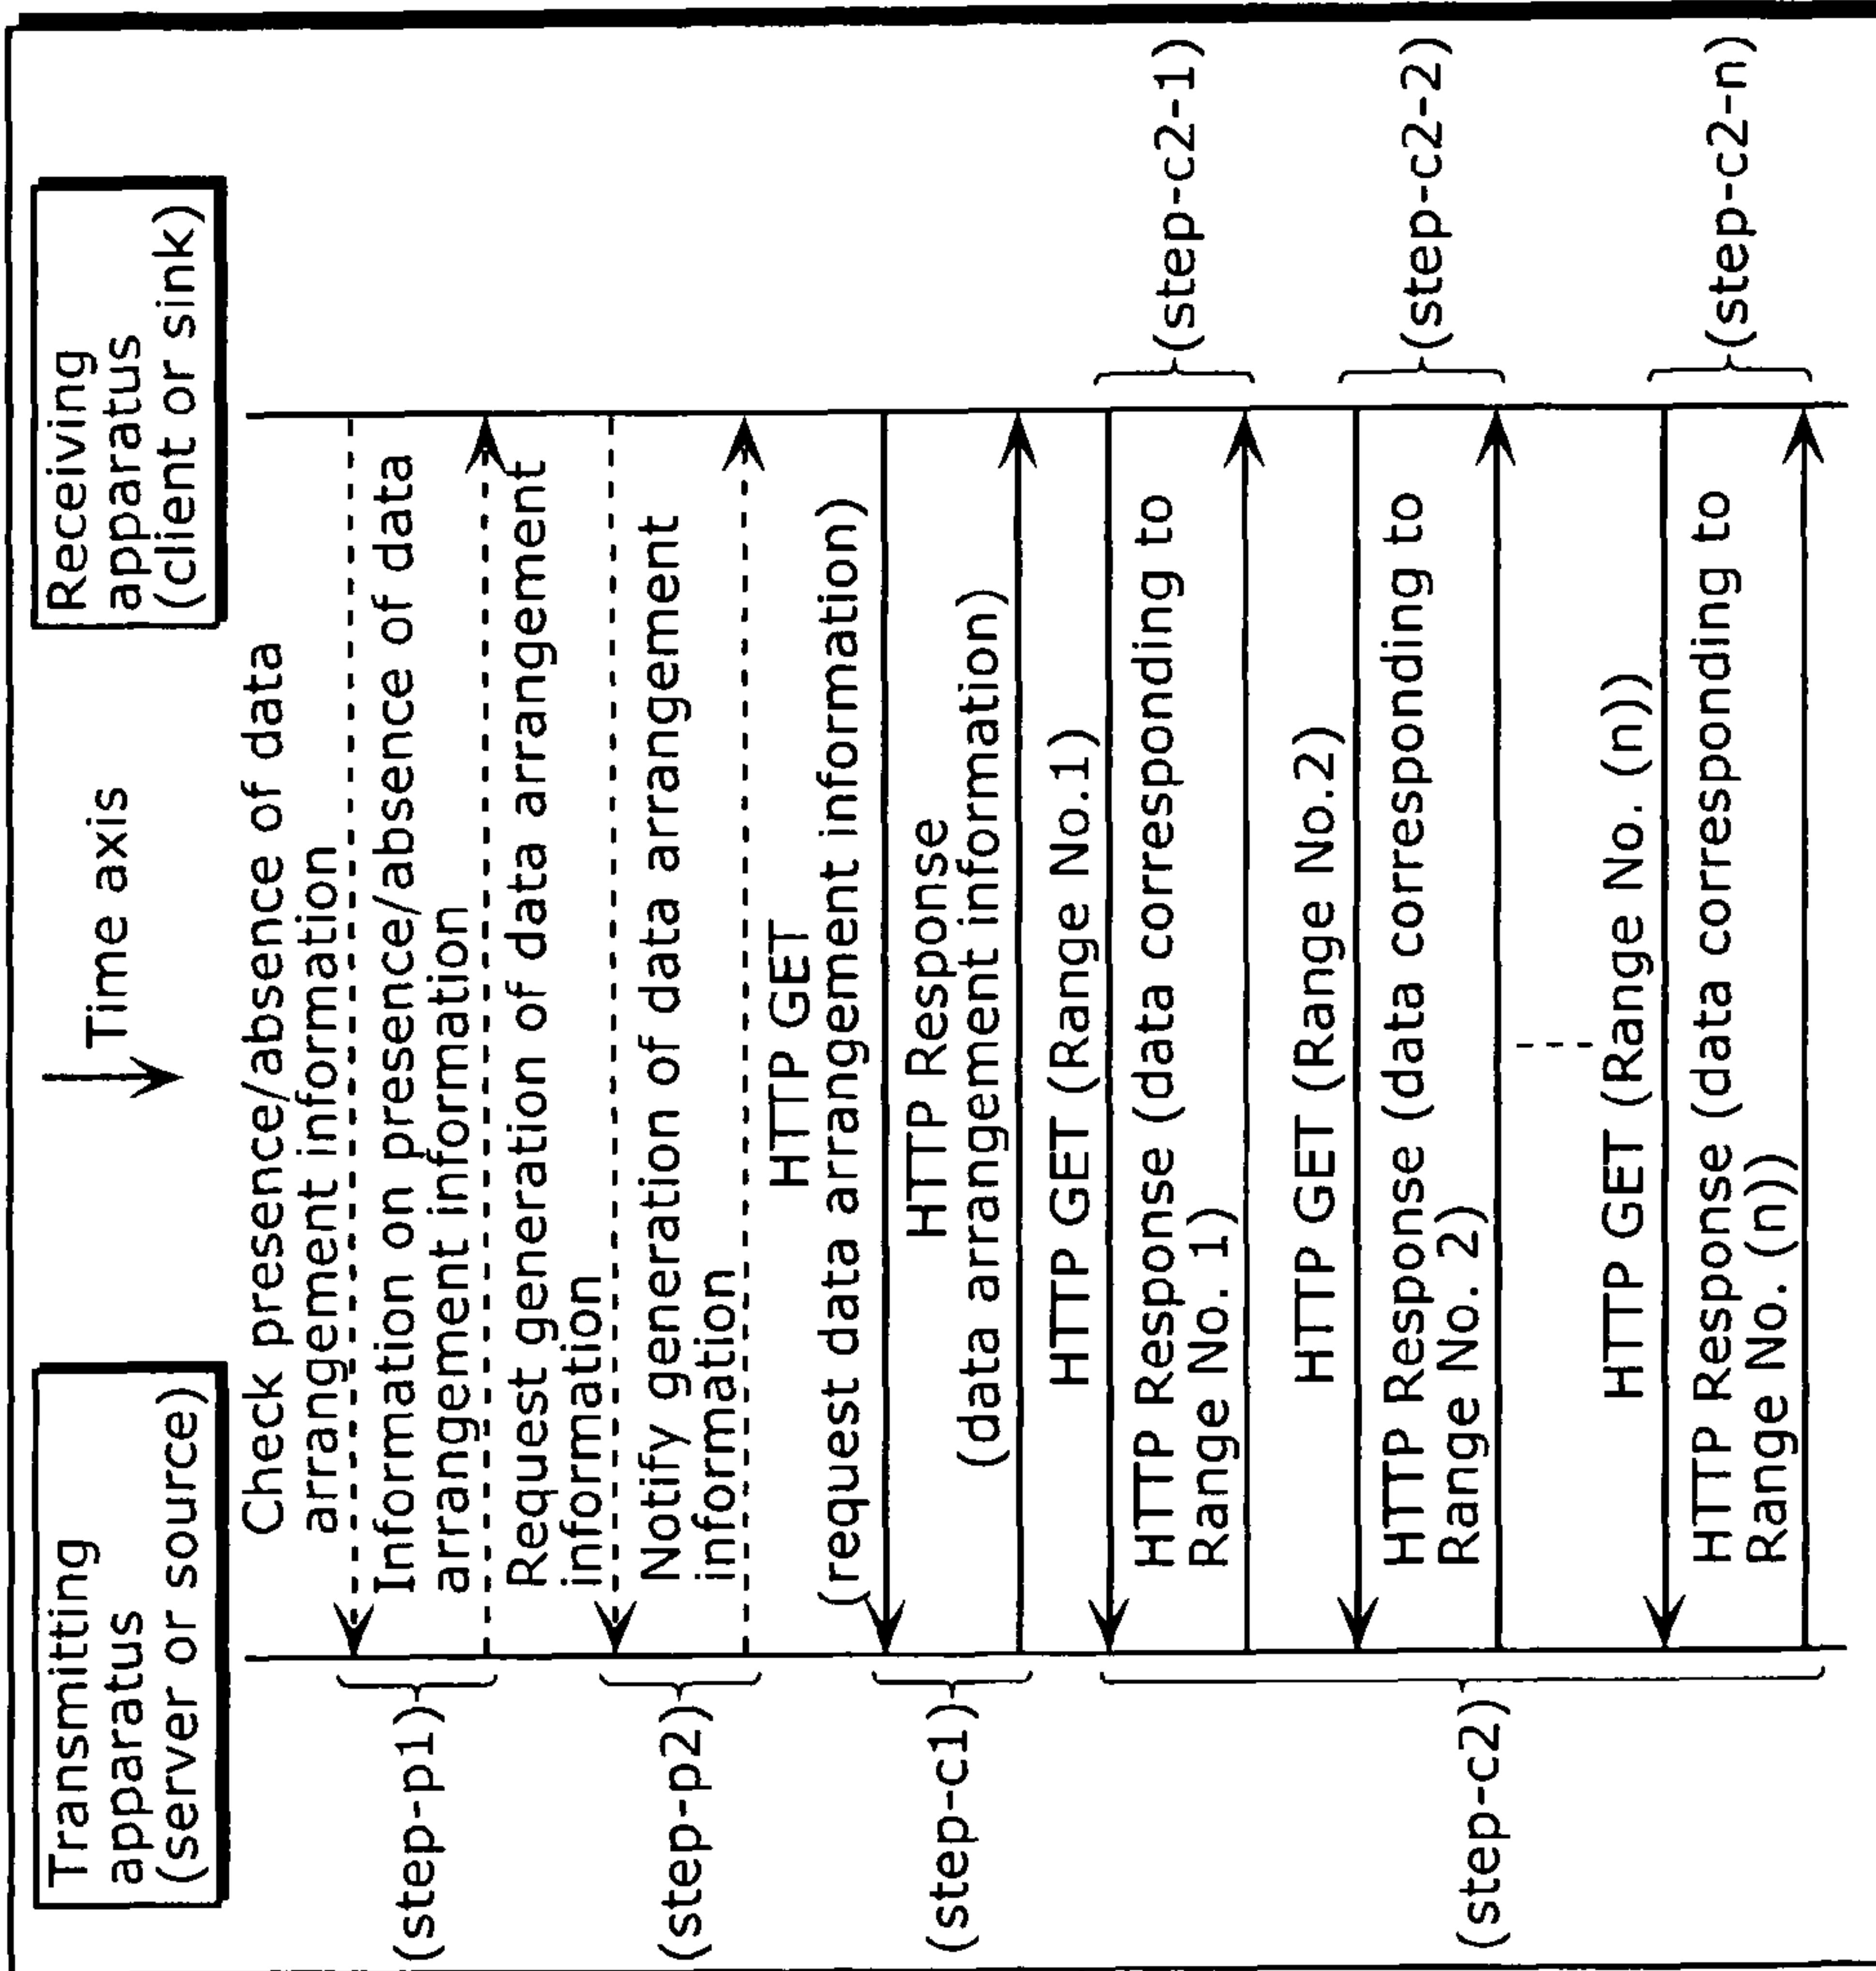 Transmitting
apparatus
(server or source)
Time axis
Receiving
apparatus
(client or sink)
Check presence/absence of data
arrangement information
Information on presence/absence of data
arrangement information
(step-p1)
Request generation of data arrangement
information
Notify generation of data arrangement
information
(step-p2)
HTTP GET
(request data arrangement information)
HTTP Response
(data arrangement information)
(step-c1)
HTTP GET (Range No.1)
HTTP Response (data corresponding to
Range No. 1)
(step-c2-1)
HTTP GET (Range No.2)
HTTP Response (data corresponding to
Range No. 2)
(step-c2-2)
(step-c2)
HTTP GET (Range No. (n))
HTTP Response (data corresponding to
Range No. (n))
(step-c2-n)